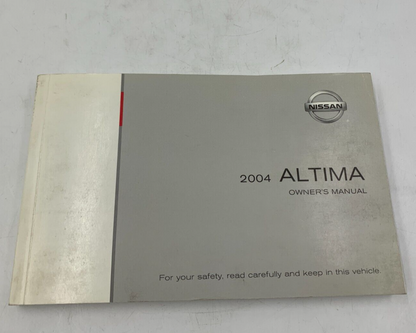 NISSAN
2004 ALTIMA
OWNER'S MANUAL
For your safety, read carefully and keep in this vehicle